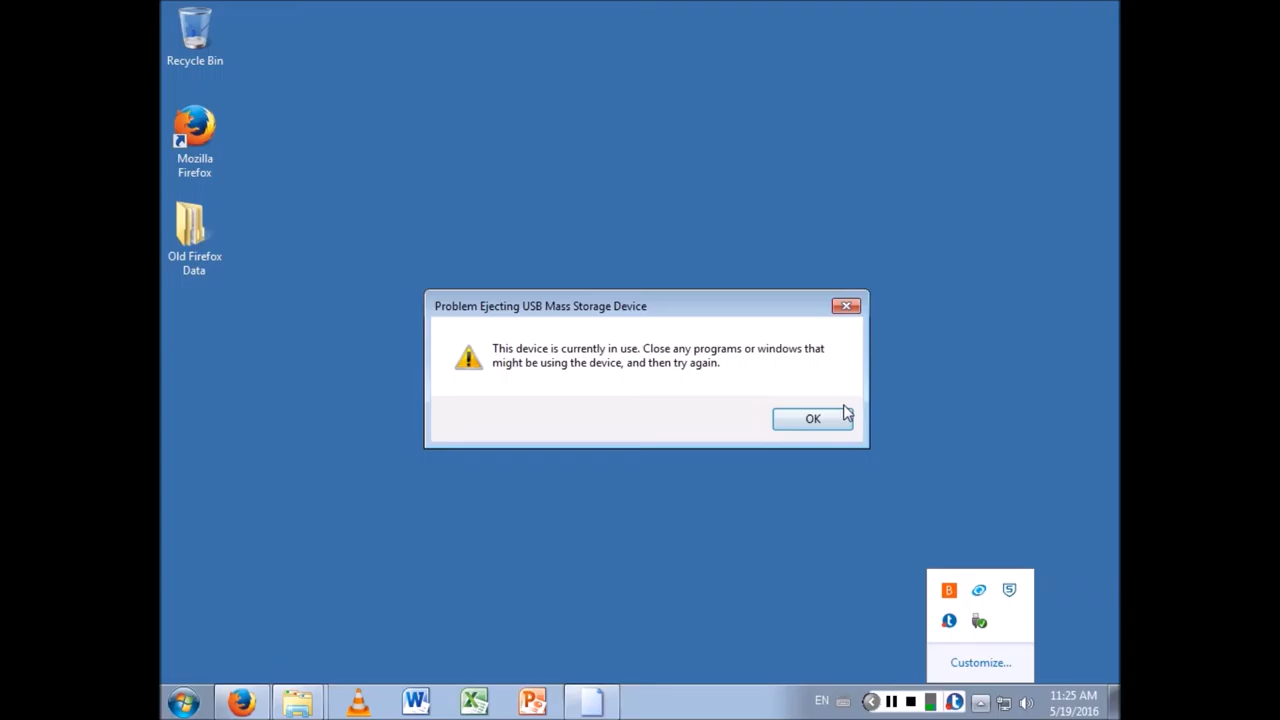 Recycle Bin
Mozilla
Firefox
Old Firefox
Data
Problem Ejecting USB Mass Storage Device
This device is currently in use. Close any programs or windows that
might be using the device, and then try again.
OK
B
S
t
Customize...
W
X
P
EN
t
11:25 AM
5/19/2016